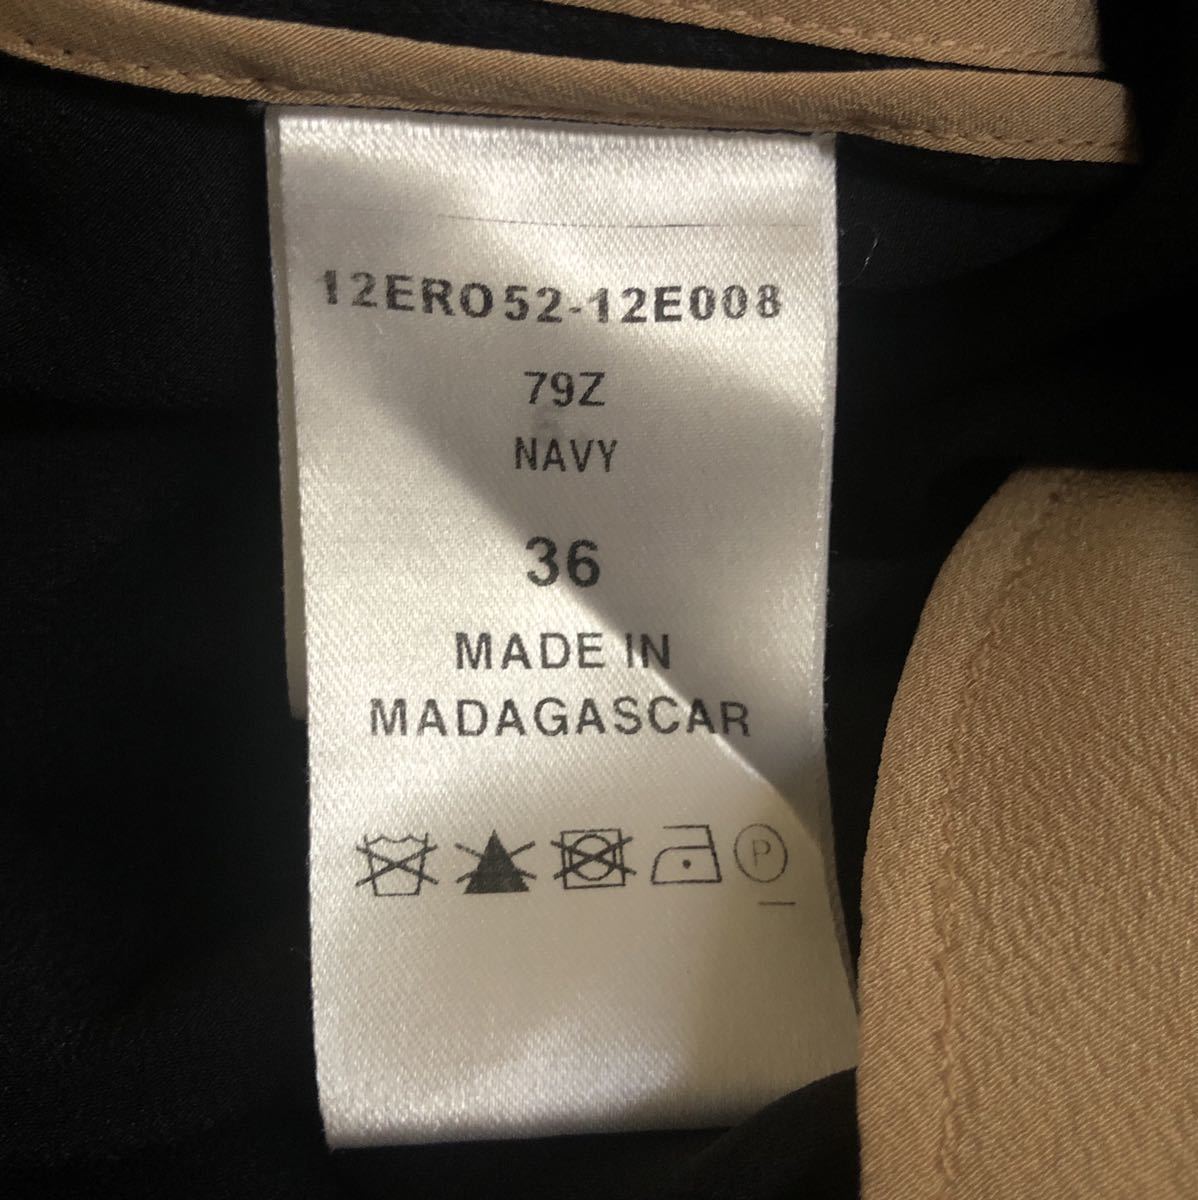 12ERO52-12E008
79Z
NAVY
36
MADE IN
MADAGASCAR
P